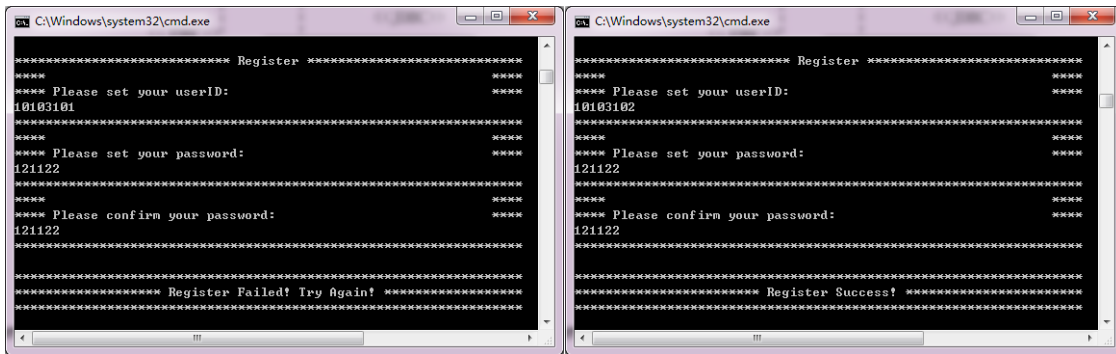 C:\Windows\system32\cmd.exe
**************************** Register ****************************
**** ****
**** Please set your userID: ****
10103101
******************************************************************
**** ****
**** Please set your password: ****
121122
******************************************************************
**** ****
**** Please confirm your password: ****
121122
******************************************************************
******************************************************************
******************* Register Failed! Try Again! ******************
******************************************************************
C:\Windows\system32\cmd.exe
**************************** Register ****************************
**** ****
**** Please set your userID: ****
10103102
******************************************************************
**** ****
**** Please set your password: ****
121122
******************************************************************
**** ****
**** Please confirm your password: ****
121122
******************************************************************
******************************************************************
************************ Register Success! ***********************
******************************************************************